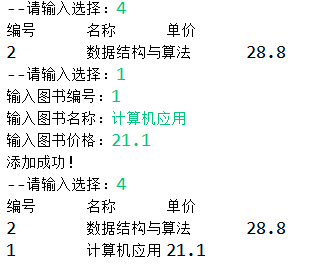 --请输入选择：4
编号 名称 单价
2 数据结构与算法 28.8
--请输入选择：1
输入图书编号：1
输入图书名称：计算机应用
输入图书价格：21.1
添加成功！
--请输入选择：4
编号 名称 单价
2 数据结构与算法 28.8
1 计算机应用 21.1